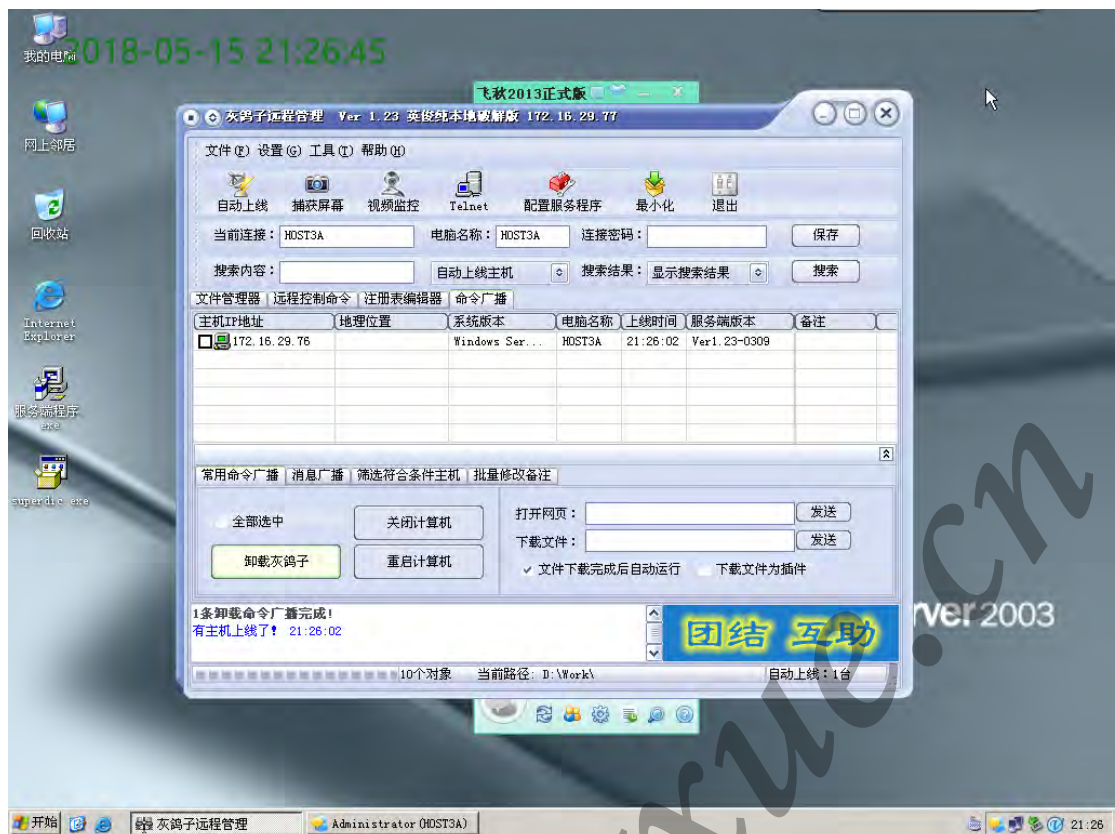 我的电脑
2018-05-15 21:26:45
飞秋2013正式版
灰鸽子远程管理 Ver 1.23 英俊纯本地破解版 172.16.29.77
网上邻居
文件(F) 设置(G) 工具(T) 帮助(H)
自动上线 捕获屏幕 视频监控 Telnet 配置服务程序 最小化 退出
回收站
当前连接： HOST3A 电脑名称： HOST3A 连接密码： 保存
搜索内容： 自动上线主机 搜索结果： 显示搜索结果 搜索
文件管理器 远程控制命令 注册表编辑器 命令广播
Internet
Explorer
主机IP地址 地理位置 系统版本 电脑名称 上线时间 服务端版本 备注
172.16.29.76 Windows Ser... HOST3A 21:26:02 Ver1.23-0309
服务端程序
exe
常用命令广播 消息广播 筛选符合条件主机 批量修改备注
superdic exe
全部选中 关闭计算机 打开网页： 发送
下载文件： 发送
卸载灰鸽子 重启计算机 文件下载完成后自动运行 下载文件为插件
1条卸载命令广播完成!
有主机上线了! 21:26:02
团结 互助
rver 2003
10个对象 当前路径: D:\Work\ 自动上线：1台
xue.cn
开始 灰鸽子远程管理 Administrator (HOST3A) 21:26